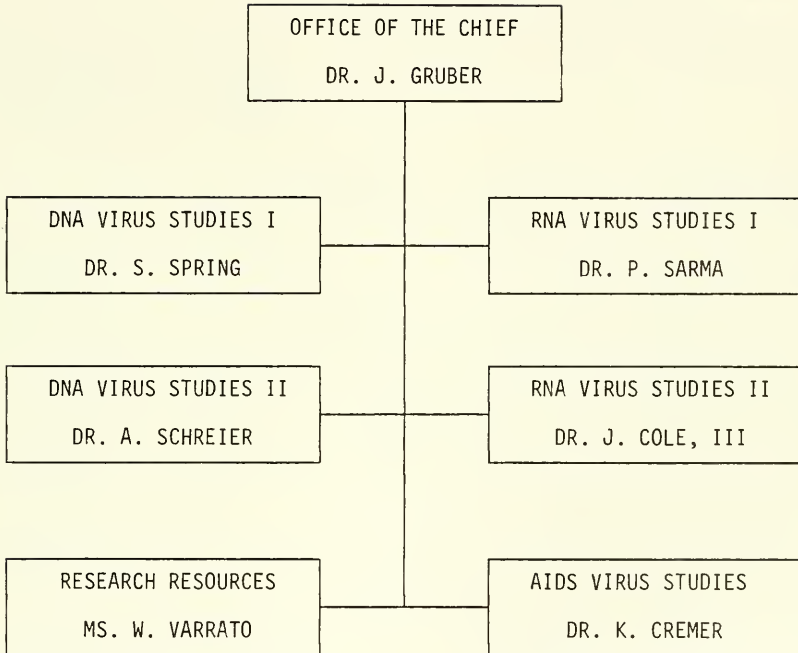 OFFICE OF THE CHIEF
DR. J. GRUBER
DNA VIRUS STUDIES I
DR. S. SPRING
RNA VIRUS STUDIES I
DR. P. SARMA
DNA VIRUS STUDIES II
DR. A. SCHREIER
RNA VIRUS STUDIES II
DR. J. COLE, III
RESEARCH RESOURCES
MS. W. VARRATO
AIDS VIRUS STUDIES
DR. K. CREMER